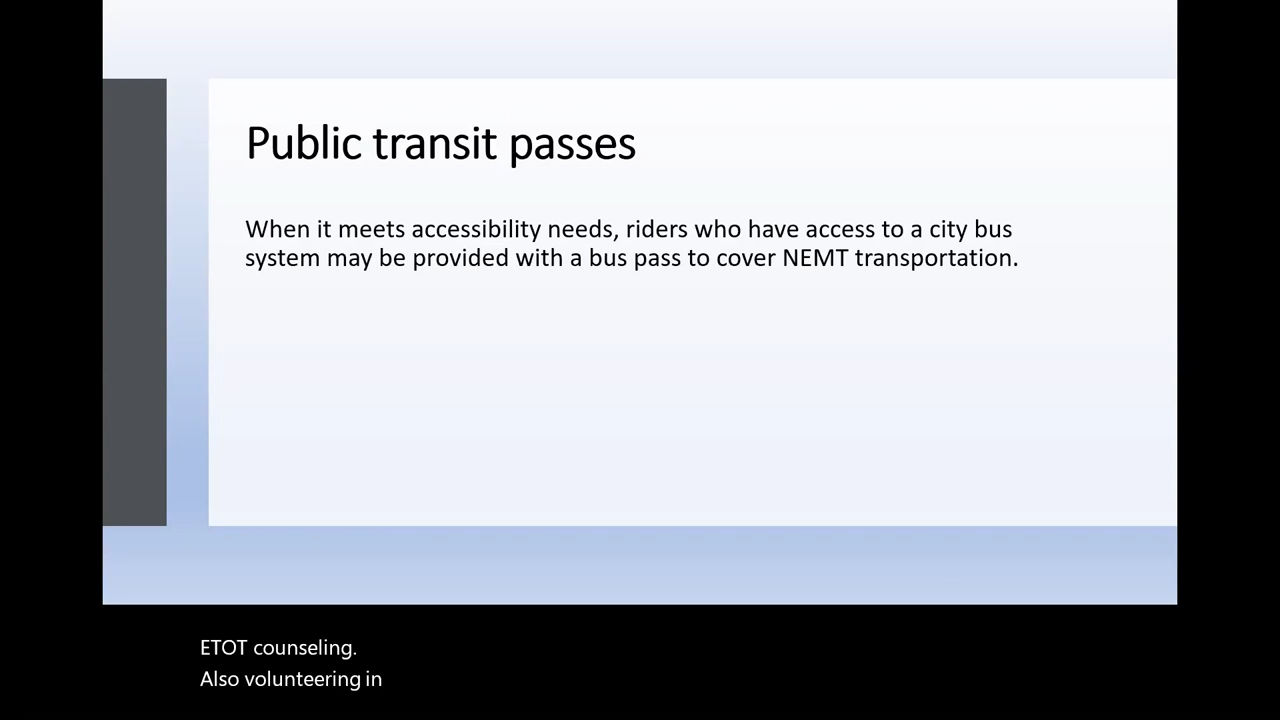 Public transit passes
When it meets accessibility needs, riders who have access to a city bus
system may be provided with a bus pass to cover NEMT transportation.
ETOT counseling.
Also volunteering in